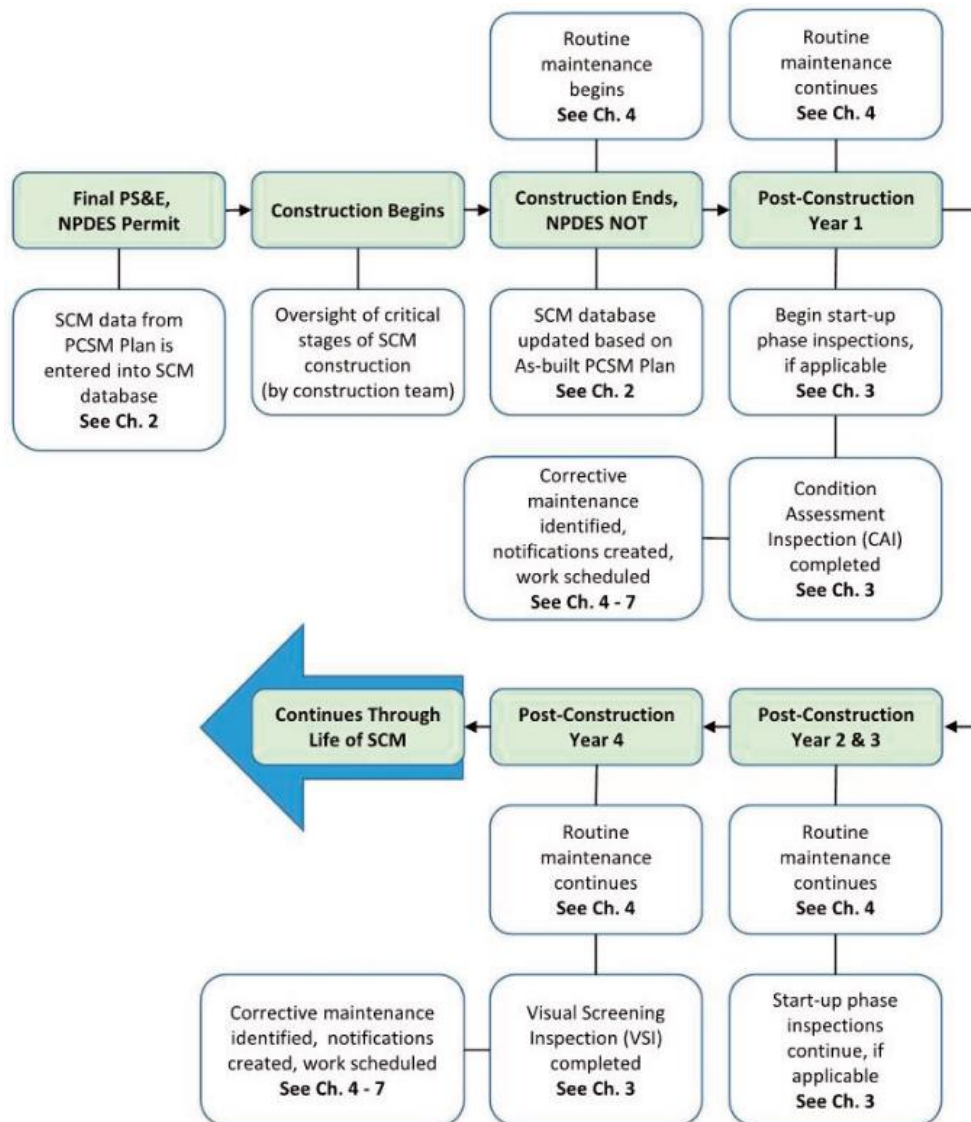 Routine
maintenance
begins
See Ch. 4
Routine
maintenance
continues
See Ch. 4
Final PS&E,
NPDES Permit
Construction Begins
Construction Ends,
NPDES NOT
Post-Construction
Year 1
SCM data from
PCSM Plan is
entered into SCM
database
See Ch. 2
Oversight of critical
stages of SCM
construction
(by construction team)
SCM database
updated based on
As-built PCSM Plan
See Ch. 2
Begin start-up
phase inspections,
if applicable
See Ch. 3
Corrective
maintenance
identified,
notifications created,
work scheduled
See Ch. 4 - 7
Condition
Assessment
Inspection (CAI)
completed
See Ch. 3
Continues Through
Life of SCM
Post-Construction
Year 4
Post-Construction
Year 2 & 3
Routine
maintenance
continues
See Ch. 4
Routine
maintenance
continues
See Ch. 4
Corrective maintenance
identified, notifications
created, work scheduled
See Ch. 4 - 7
Visual Screening
Inspection (VSI)
completed
See Ch. 3
Start-up phase
inspections
continue, if
applicable
See Ch. 3